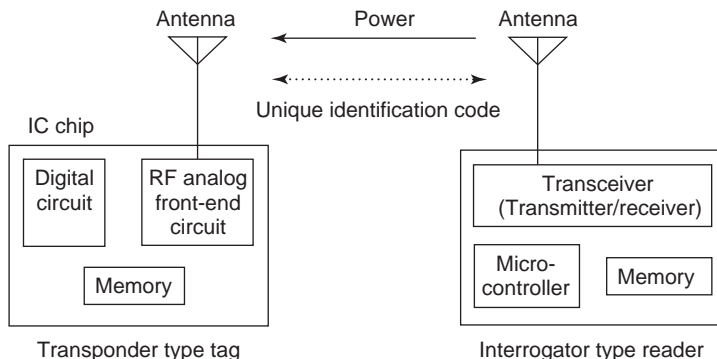 Antenna
Power
Antenna
Unique identification code
IC chip
Digital
circuit
RF analog
front-end
circuit
Memory
Transceiver
(Transmitter/receiver)
Micro-
controller
Memory
Transponder type tag
Interrogator type reader